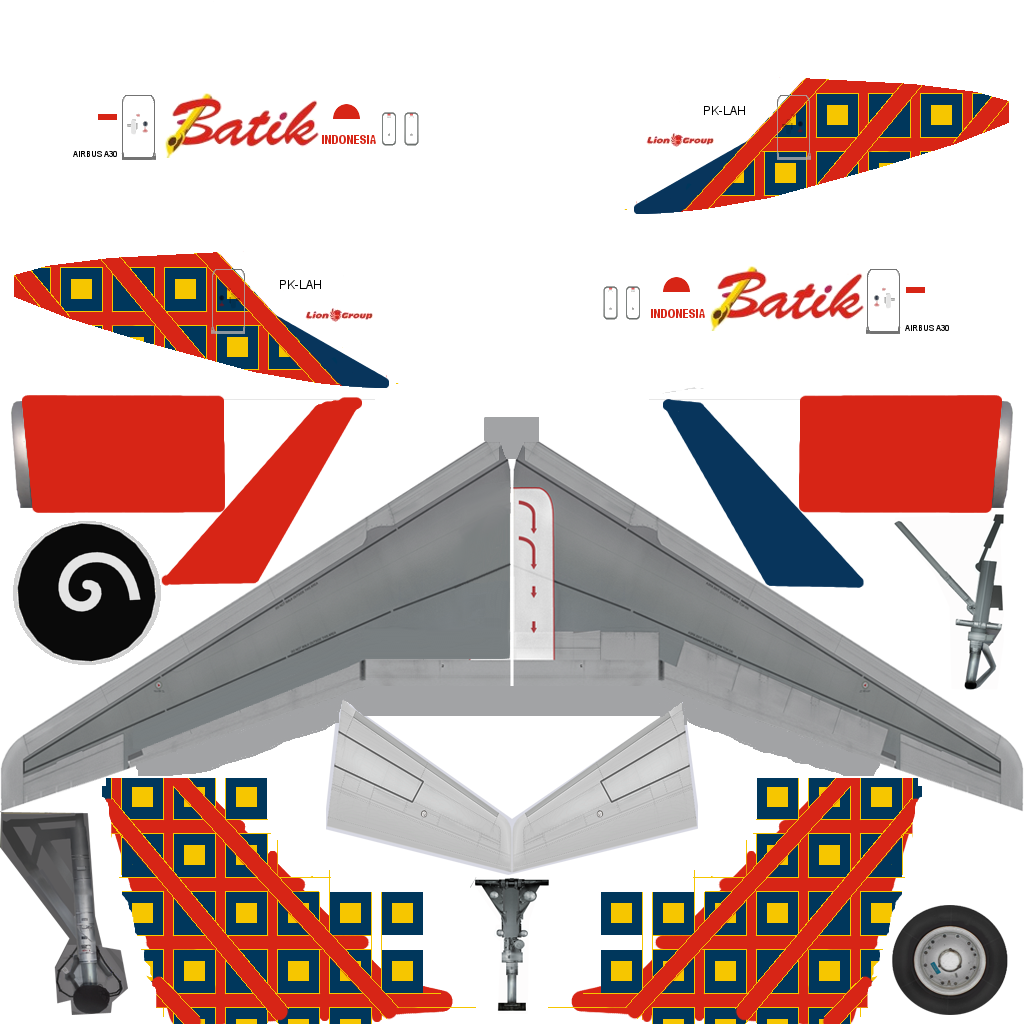 PK-LAH
Batik
INDONESIA
Lion Group
AIRBUS A30
PK-LAH
Batik
INDONESIA
Lion Group
AIRBUS A30